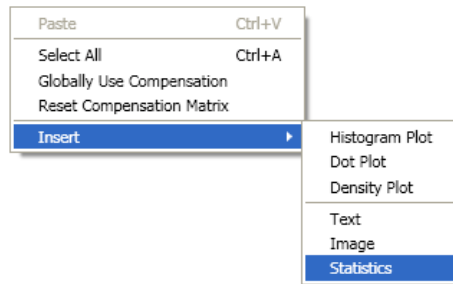 Paste Ctrl+V
Select All Ctrl+A
Globally Use Compensation
Reset Compensation Matrix
Insert
Histogram Plot
Dot Plot
Density Plot
Text
Image
Statistics